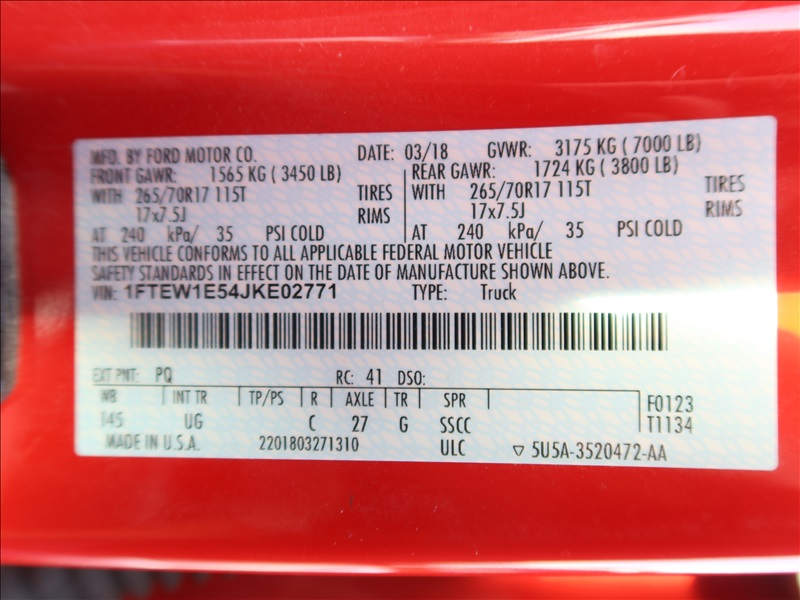 MFD. BY FORD MOTOR CO. DATE: 03/18 GVWR: 3175 KG ( 7000 LB)
FRONT GAWR: 1565 KG ( 3450 LB) REAR GAWR: 1724 KG ( 3800 LB)
WITH 265/70R17 115T TIRES WITH 265/70R17 115T TIRES
17x7.5J RIMS 17x7.5J RIMS
AT 240 kPa/ 35 PSI COLD AT 240 kPa/ 35 PSI COLD
THIS VEHICLE CONFORMS TO ALL APPLICABLE FEDERAL MOTOR VEHICLE
SAFETY STANDARDS IN EFFECT ON THE DATE OF MANUFACTURE SHOWN ABOVE.
VIN: 1FTEW1E54JKE02771 TYPE: Truck
EXT PNT: PQ RC: 41 DSO:
WB INT TR TP/PS R AXLE TR SPR F0123
145 UG C 27 G SSCC T1134
MADE IN U.S.A. 2201803271310 ULC ▽ 5U5A-3520472-AA